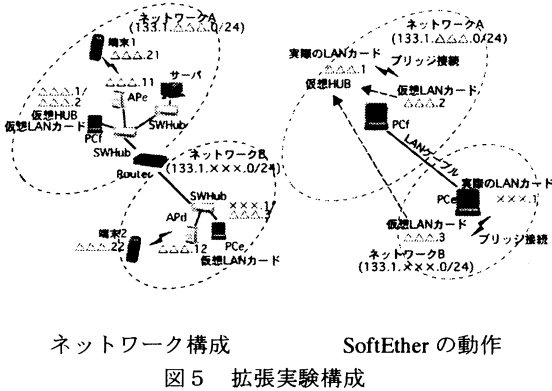 ネットワークA
(133.1.△△△.0/24)
端末1
△△△.21
△△△.11
サーバ
APe
△△△.1/
△△△.2
仮想HUB
仮想LANカード
PCf
SWHub
SWHub
Router
ネットワークB
(133.1.×××.0/24)
SWHub
×××.1/
△△△.3
APd
端末2
△△△.22
△△△.12
PCe
仮想LANカード
ネットワーク構成
ネットワークA
(133.1.△△△.0/24)
実際のLANカード
△△△.1
ブリッジ接続
仮想HUB
仮想LANカード
△△△.2
PCf
LANケーブル
PCe
実際のLANカード
×××.1
仮想LANカード
△△△.3
ブリッジ接続
ネットワークB
(133.1.×××.0/24)
SoftEther の動作
図5 拡張実験構成